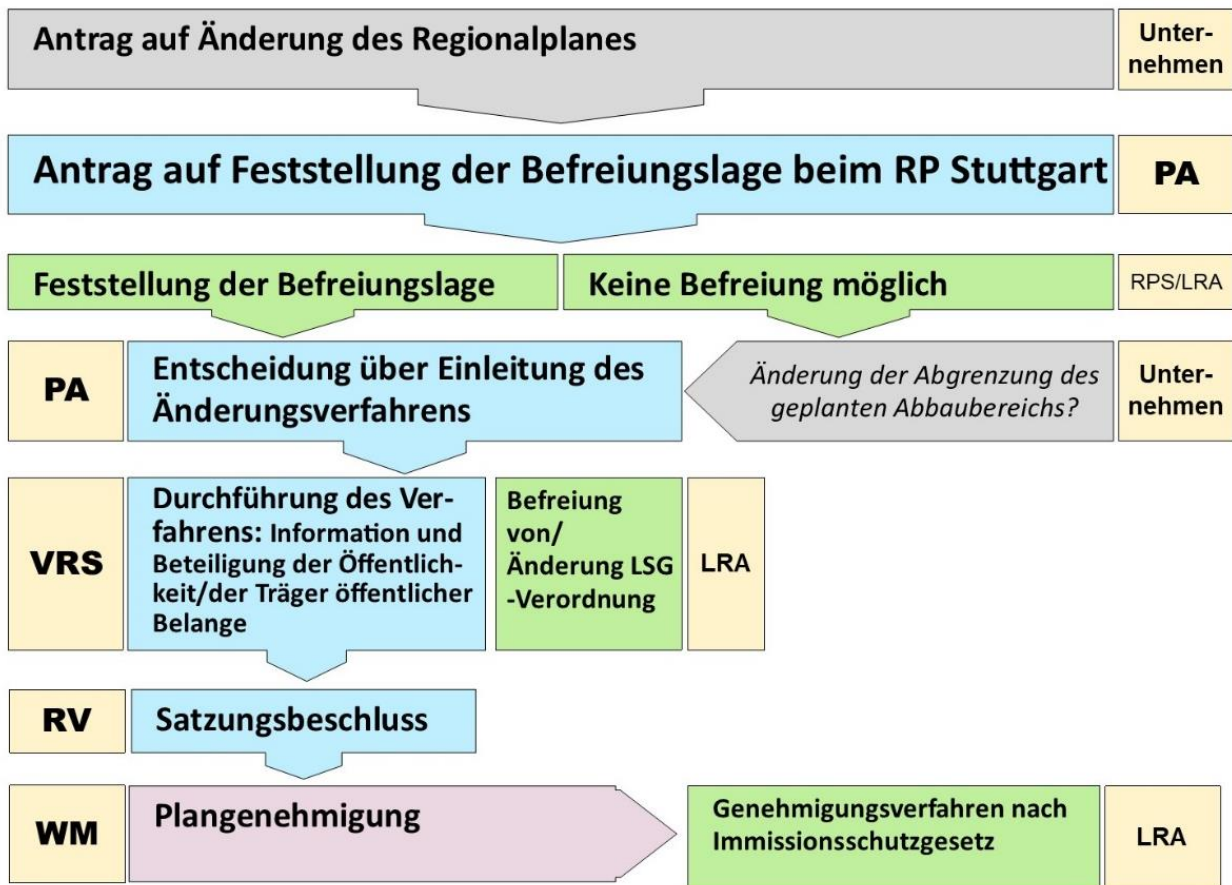 Antrag auf Änderung des Regionalplanes
Unter-
nehmen
Antrag auf Feststellung der Befreiungslage beim RP Stuttgart
PA
Feststellung der Befreiungslage
Keine Befreiung möglich
RPS/LRA
PA
Entscheidung über Einleitung des
Änderungsverfahrens
Änderung der Abgrenzung des
geplanten Abbaubereichs?
Unter-
nehmen
VRS
Durchführung des Ver-
fahrens: Information und
Beteiligung der Öffentlich-
keit/der Träger öffentlicher
Belange
Befreiung
von/
Änderung LSG
-Verordnung
LRA
RV
Satzungsbeschluss
WM
Plangenehmigung
Genehmigungsverfahren nach
Immissionsschutzgesetz
LRA